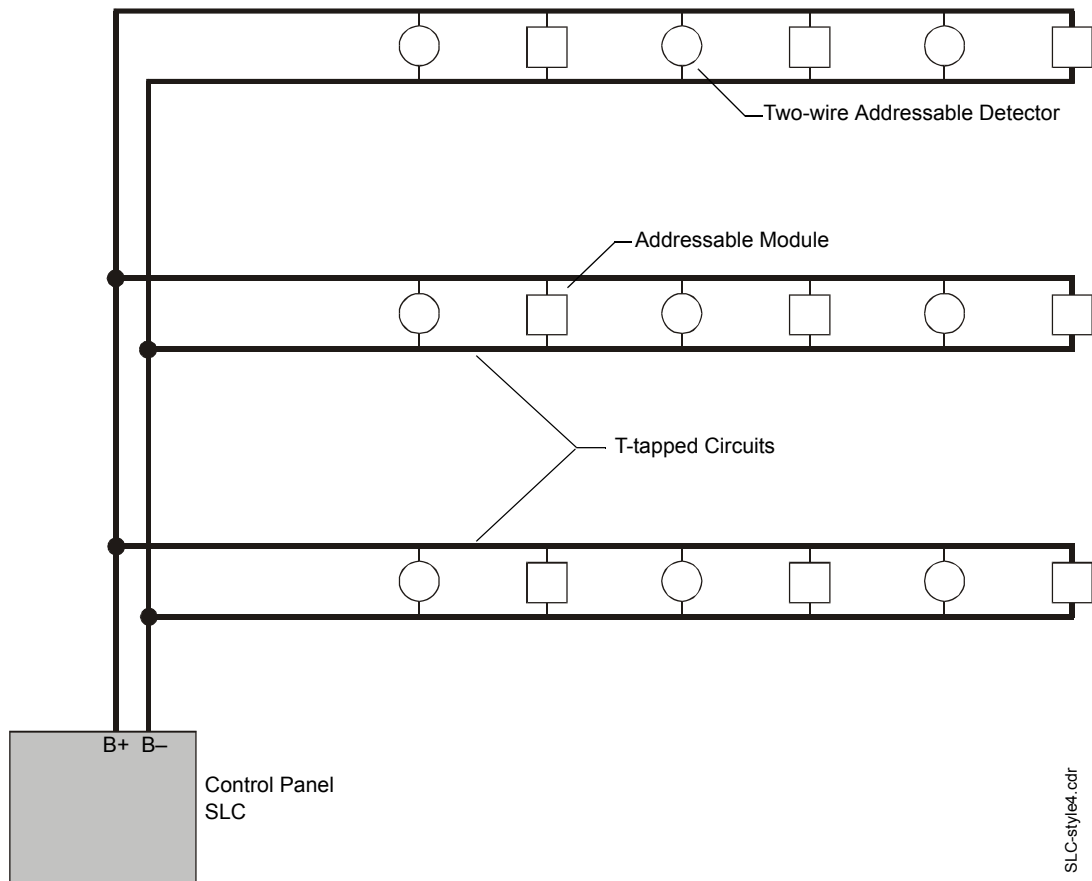 Two-wire Addressable Detector
Addressable Module
T-tapped Circuits
B+ B–
Control Panel
SLC
SLC-style4.cdr